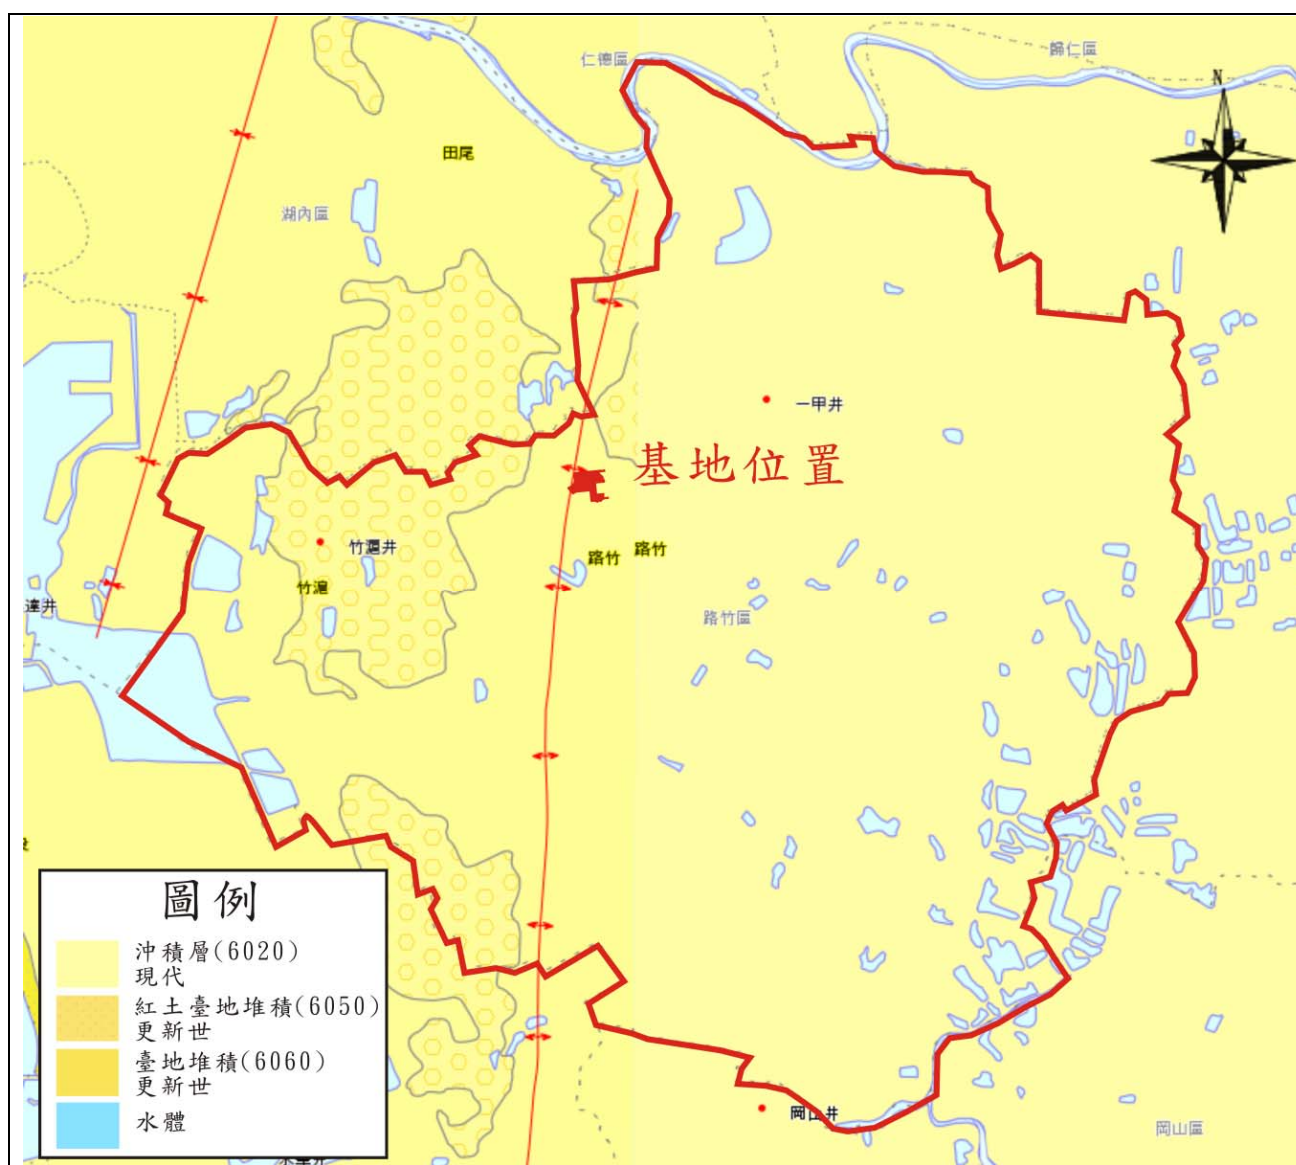 仁德區
歸仁區
N
田尾
湖內區
一甲井
基地位置
竹滬井
路竹
路竹
達井
竹滬
路竹區
圖例
沖積層(6020)
現代
紅土臺地堆積(6050)
更新世
臺地堆積(6060)
更新世
水體
岡山井
岡山區